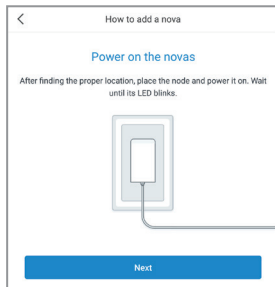 How to add a nova
Power on the novas
After finding the proper location, place the node and power it on. Wait
until its LED blinks.
Next